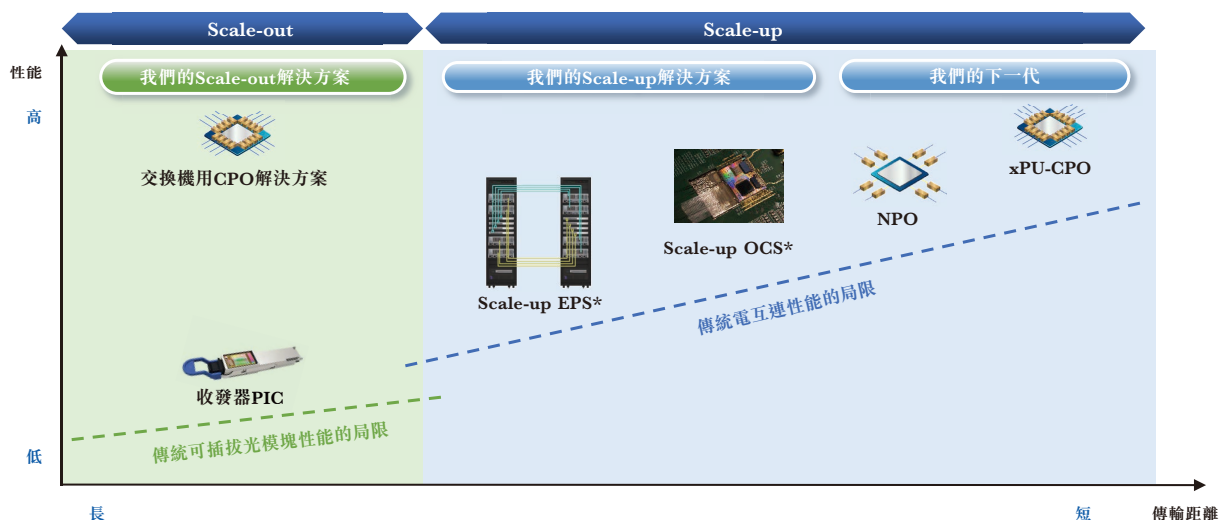 Scale-out
Scale-up
性能
我們的Scale-out解決方案
我們的Scale-up解決方案
我們的下一代
高
交換機用CPO解決方案
xPU-CPO
NPO
Scale-up OCS*
Scale-up EPS*
傳統電互連性能的局限
收發器PIC
傳統可插拔光模塊性能的局限
低
長
短
傳輸距離